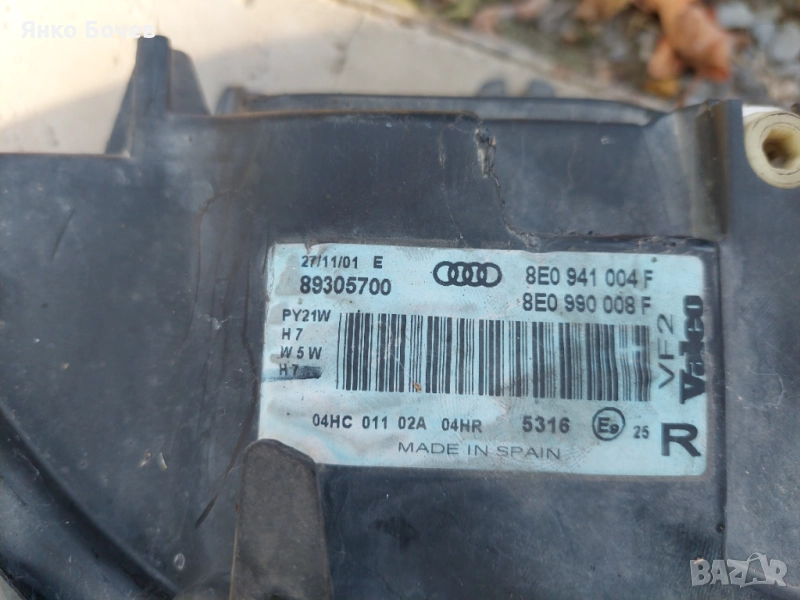 Янко Бочев
27/11/01 E
89305700
8E0 941 004 F
8E0 990 008 F
PY21W
H7
W5W
H7
VF2
Valeo
04HC 011 02A 04HR 5316 E9 25
R
MADE IN SPAIN
BAZAR